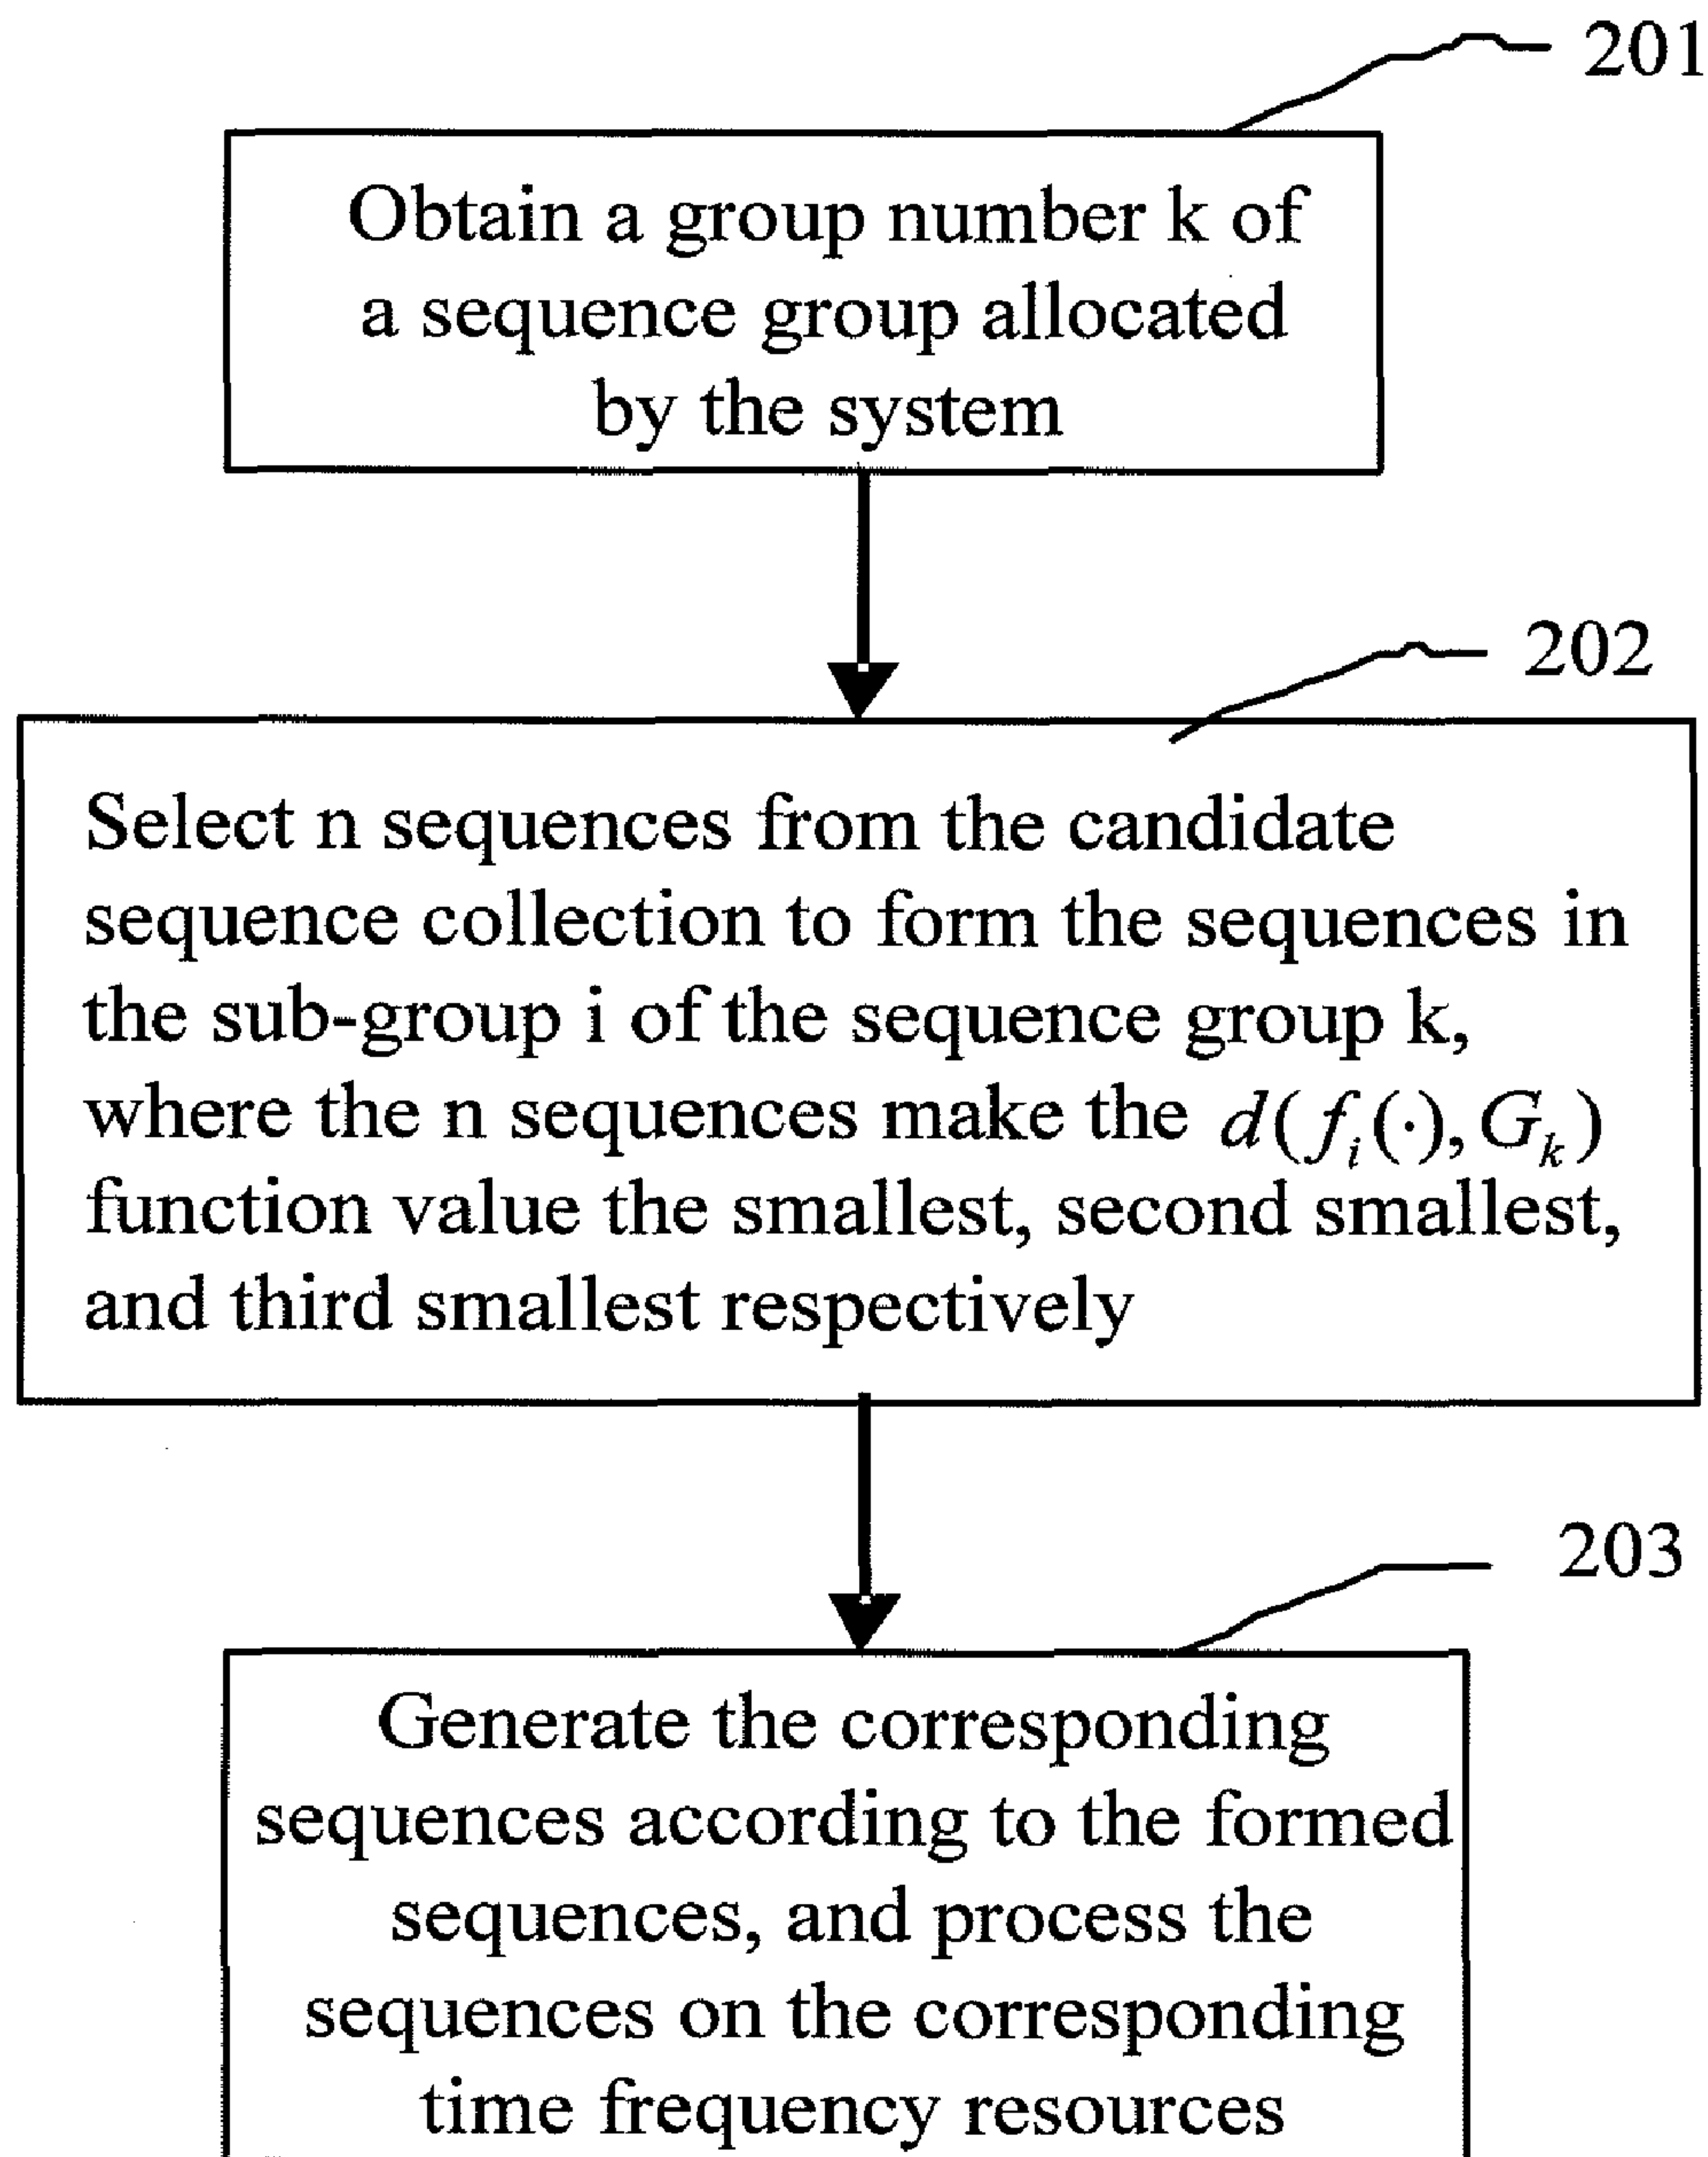 201
Obtain a group number k of
a sequence group allocated
by the system
202
Select n sequences from the candidate
sequence collection to form the sequences in
the sub-group i of the sequence group k,
where the n sequences make the d(f_i(·), G_k)
function value the smallest, second smallest,
and third smallest respectively
203
Generate the corresponding
sequences according to the formed
sequences, and process the
sequences on the corresponding
time frequency resources